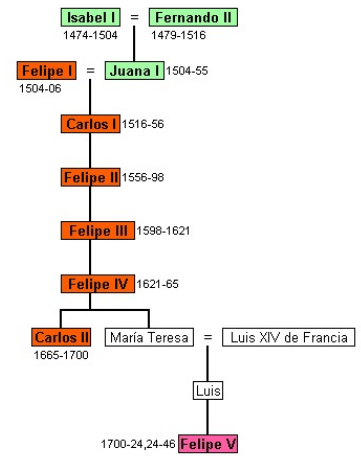 Isabel I = Fernando II
1474-1504 1479-1516
Felipe I = Juana I 1504-55
1504-06
Carlos I 1516-56
Felipe II 1556-98
Felipe III 1598-1621
Felipe IV 1621-65
Carlos II María Teresa = Luis XIV de Francia
1665-1700
Luis
1700-24,24-46 Felipe V